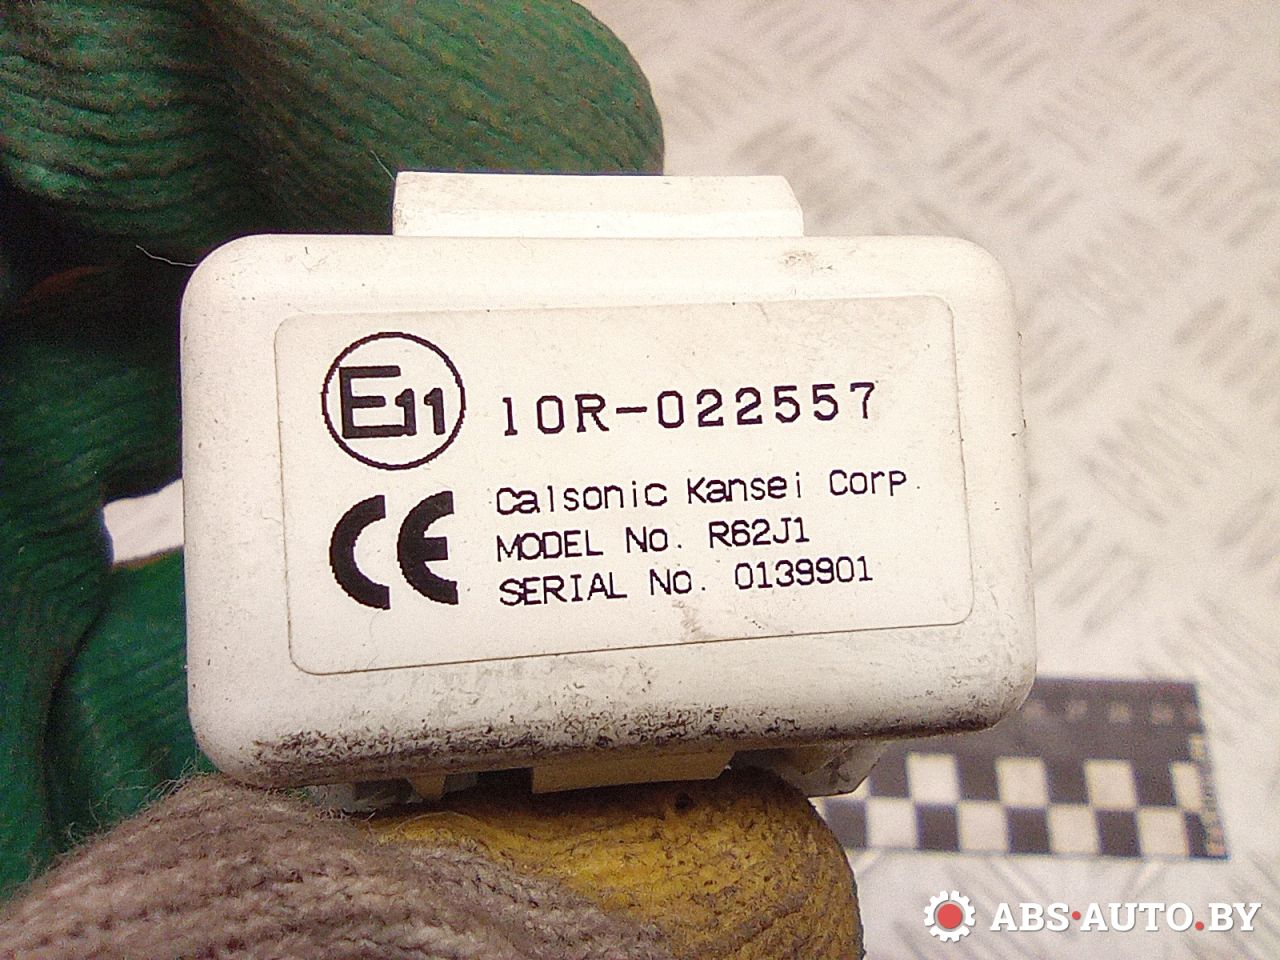 E11 10R-022557
Calsonic Kansei Corp.
MODEL No. R62J1
SERIAL No. 0139901
CE
ABS·AUTO.BY